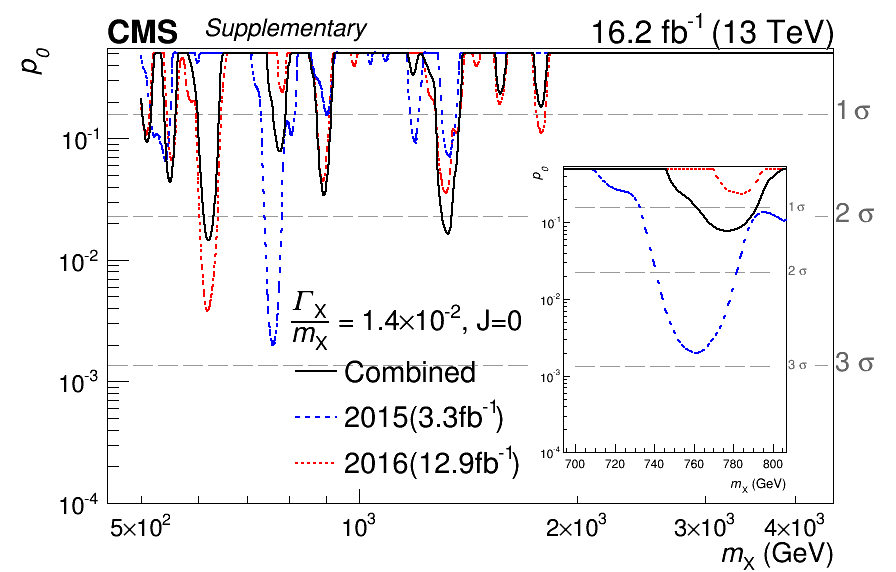 CMS Supplementary 16.2 fb⁻¹ (13 TeV)
p₀
10⁻¹
10⁻²
10⁻³
10⁻⁴
1 σ
2 σ
3 σ
Γ_X / m_X = 1.4×10⁻², J=0
Combined
2015(3.3fb⁻¹)
2016(12.9fb⁻¹)
p₀
10⁻¹
10⁻²
10⁻³
10⁻⁴
1 σ
2 σ
3 σ
700 720 740 760 780 800
m_X (GeV)
5×10² 10³ 2×10³ 3×10³ 4×10³
m_X (GeV)